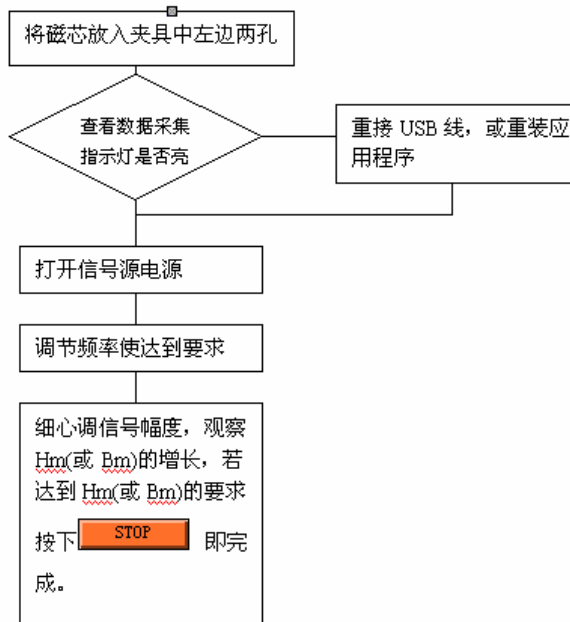 将磁芯放入夹具中左边两孔
查看数据采集
指示灯是否亮
重接 USB 线，或重装应
用程序
打开信号源电源
调节频率使达到要求
细心调信号幅度，观察
Hm(或 Bm)的增长，若
达到 Hm(或 Bm)的要求
按下 STOP 即完
成。